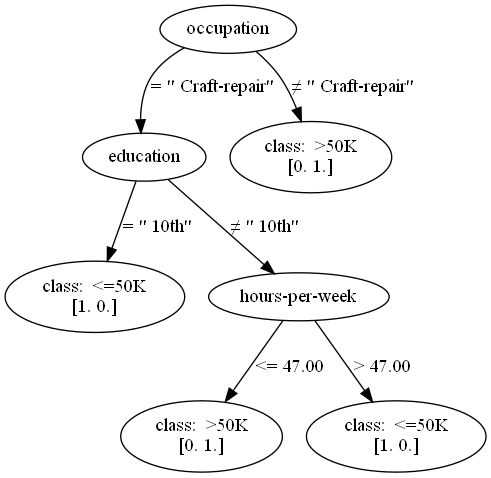 occupation
= " Craft-repair"
≠ " Craft-repair"
education
class:  >50K
[0. 1.]
= " 10th"
≠ " 10th"
class:  <=50K
[1. 0.]
hours-per-week
<= 47.00
> 47.00
class:  >50K
[0. 1.]
class:  <=50K
[1. 0.]